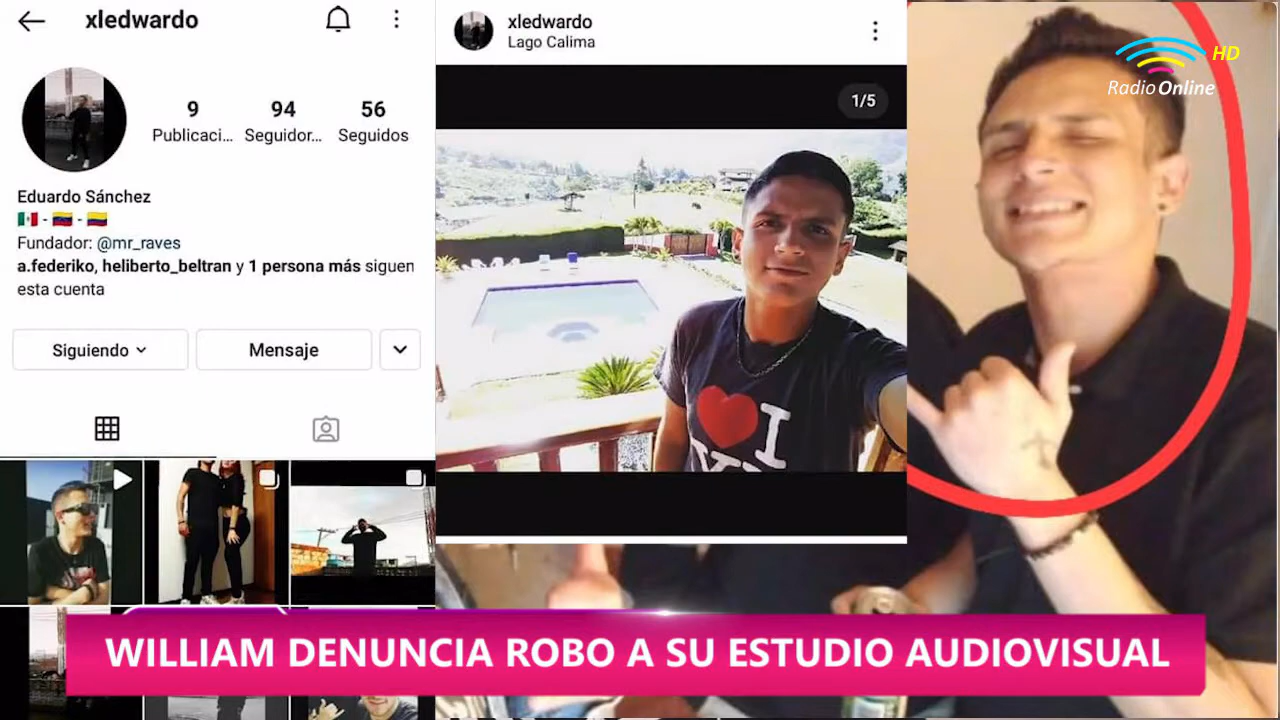 xledwardo
9
94
56
Publicaci...
Seguidor...
Seguidos
Eduardo Sánchez
Fundador: @mr_raves
a.federiko, heliberto_beltran y 1 persona más siguen
esta cuenta
Siguiendo
Mensaje
xledwardo
Lago Calima
1/5
I
NY
HD
Radio Online
WILLIAM DENUNCIA ROBO A SU ESTUDIO AUDIOVISUAL